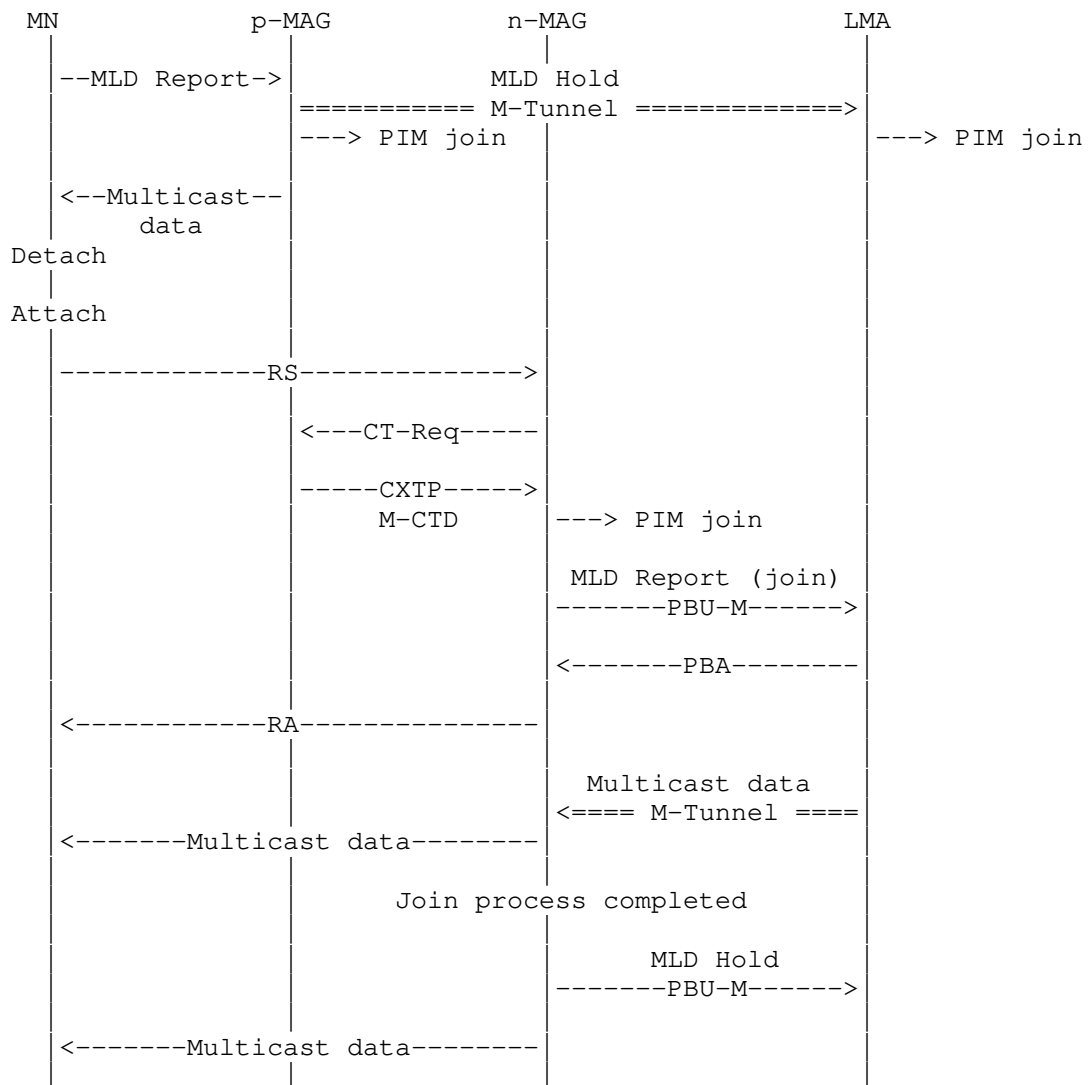 MN p-MAG n-MAG LMA
--MLD Report-> MLD Hold
=========== M-Tunnel =============>
---> PIM join ---> PIM join
<--Multicast--
data
Detach
Attach
-------------RS-------------->
<---CT-Req-----
-----CXTP----->
M-CTD ---> PIM join
MLD Report (join)
-------PBU-M------>
<-------PBA--------
<------------RA---------------
Multicast data
<==== M-Tunnel ====
<-------Multicast data--------
Join process completed
MLD Hold
-------PBU-M------>
<-------Multicast data--------